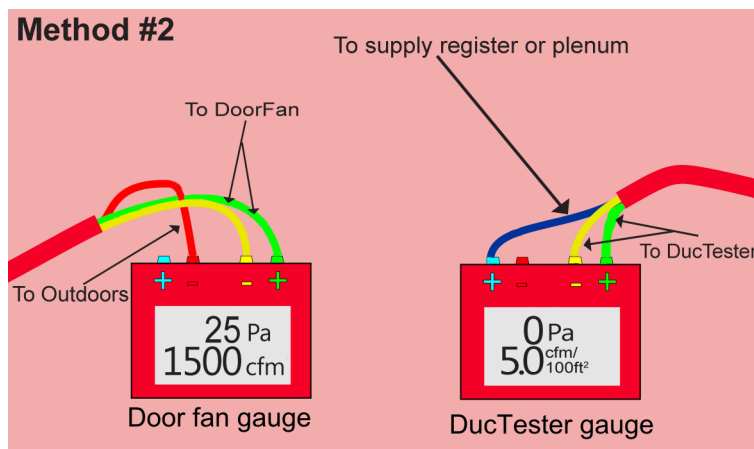 Method #2
To supply register or plenum
To DoorFan
To Outdoors
To DucTester
+ - - +
+ - - +
25 Pa
1500 cfm
0 Pa
5.0 cfm/
100ft²
Door fan gauge
DucTester gauge